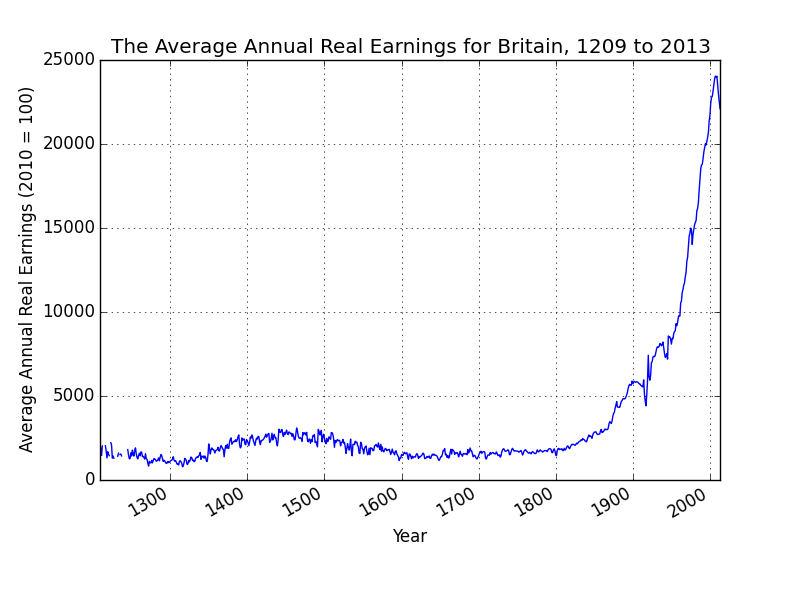 The Average Annual Real Earnings for Britain, 1209 to 2013
Average Annual Real Earnings (2010 = 100)
25000
20000
15000
10000
5000
0
1300 1400 1500 1600 1700 1800 1900 2000
Year